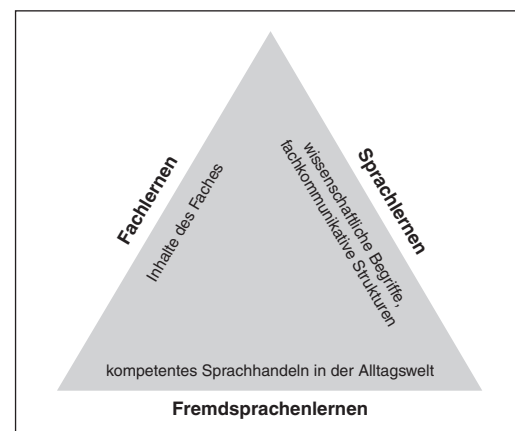 Fachlernen
Inhalte des Faches
Sprachlernen
wissenschaftliche Begriffe,
fachkommunikative Strukturen
kompetentes Sprachhandeln in der Alltagswelt
Fremdsprachenlernen